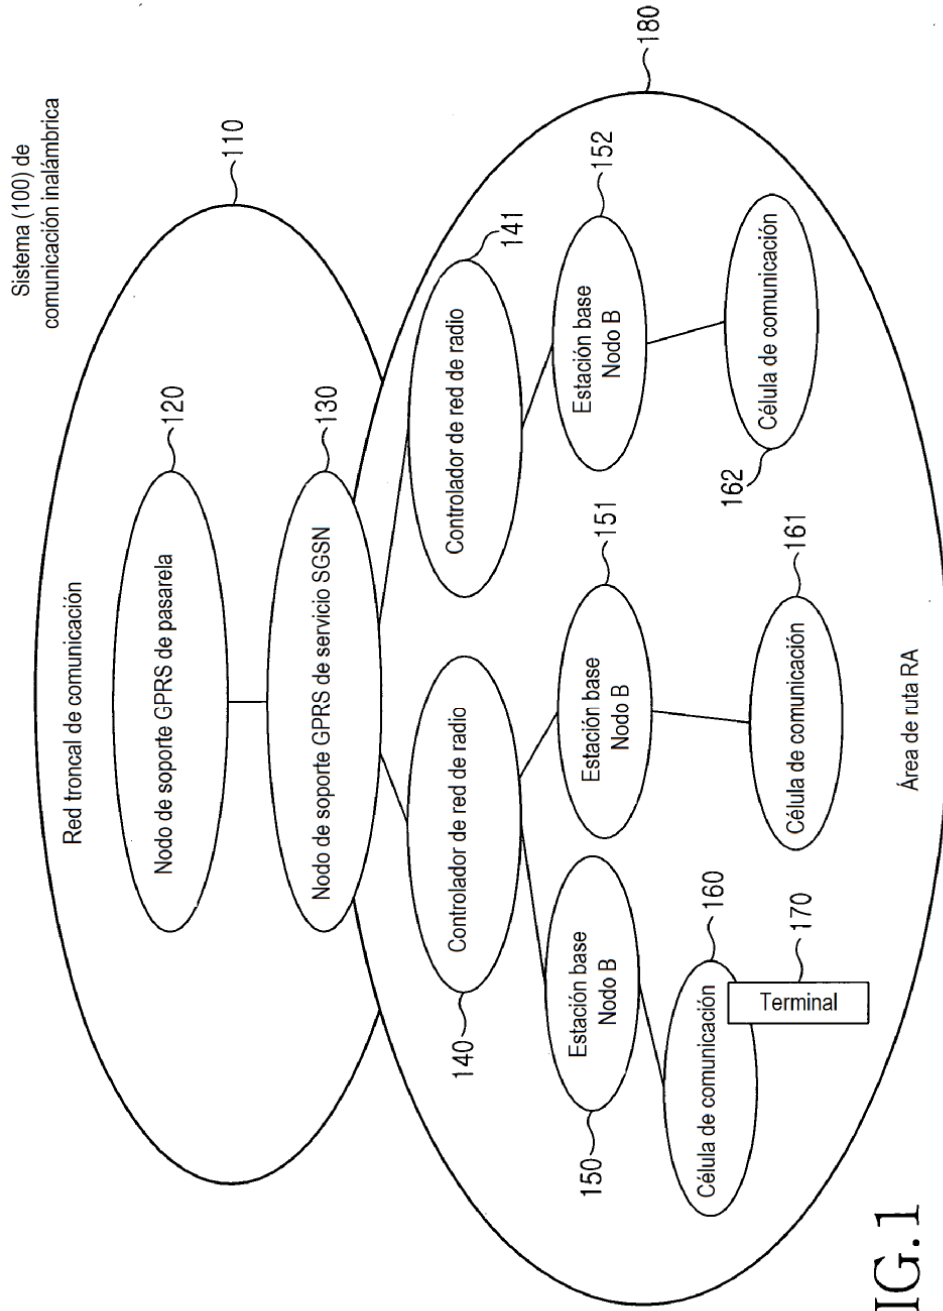 Sistema (100) de
comunicación inalámbrica
Red troncal de comunicación
110
Nodo de soporte GPRS de pasarela
120
Nodo de soporte GPRS de servicio SGSN
130
140
Controlador de red de radio
Controlador de red de radio
141
150
Estación base
Nodo B
Estación base
Nodo B
151
Estación base
Nodo B
152
180
Célula de comunicación
160
Terminal
170
Célula de comunicación
161
162
Célula de comunicación
Área de ruta RA
IG.1